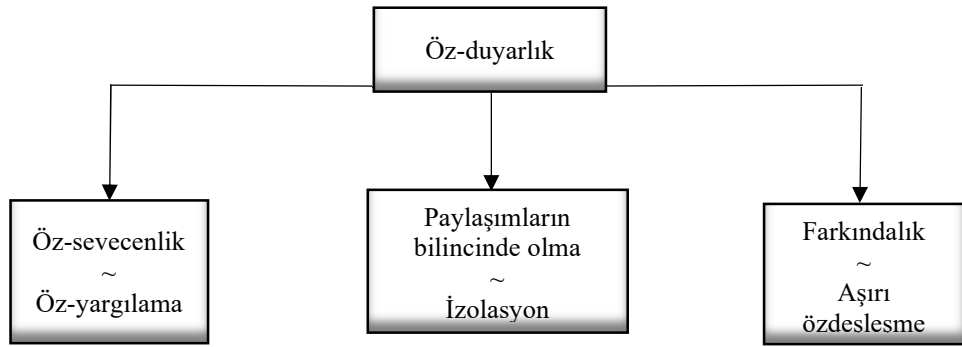 Öz-duyarlık
Öz-sevecenlik
~
Öz-yargılama
Paylaşımların
bilincinde olma
~
İzolasyon
Farkındalık
~
Aşırı
özdeslesme